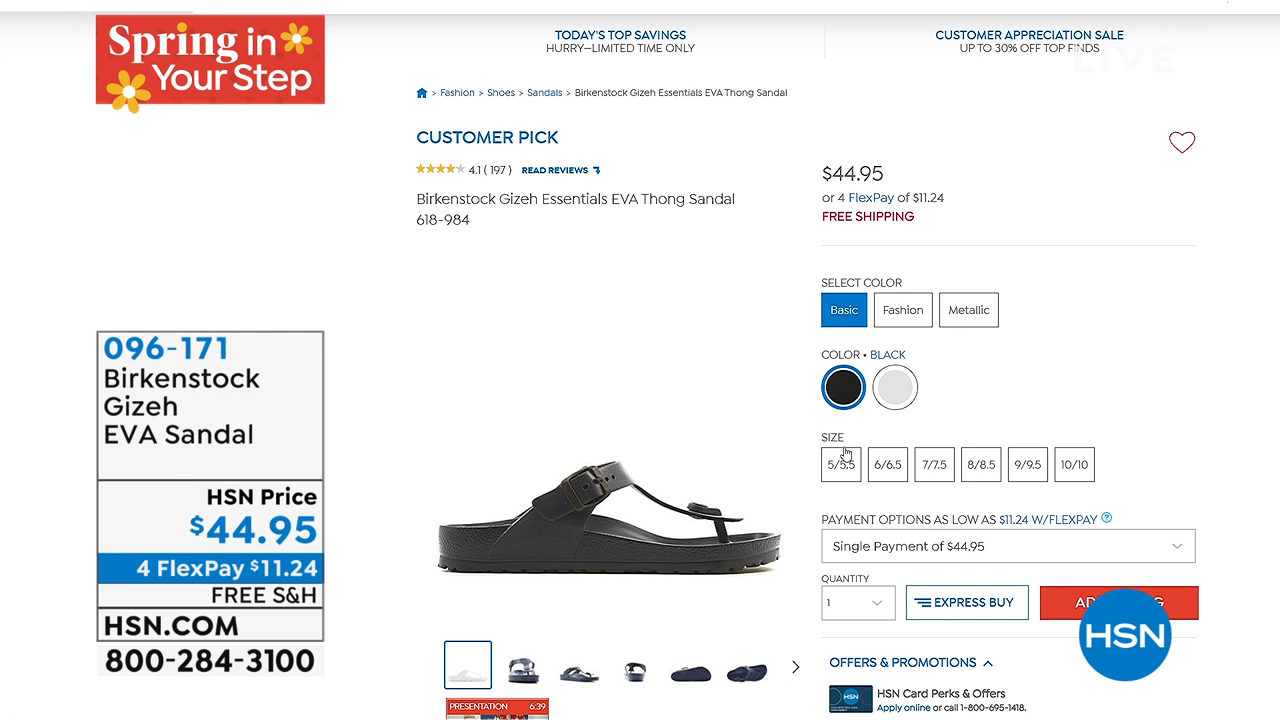 Spring in
Your Step
TODAY'S TOP SAVINGS
HURRY—LIMITED TIME ONLY
CUSTOMER APPRECIATION SALE
UP TO 30% OFF TOP FINDS
LIVE
> Fashion > Shoes > Sandals > Birkenstock Gizeh Essentials EVA Thong Sandal
CUSTOMER PICK
4.1 ( 197 ) READ REVIEWS
Birkenstock Gizeh Essentials EVA Thong Sandal
618-984
$44.95
or 4 FlexPay of $11.24
FREE SHIPPING
SELECT COLOR
Basic
Fashion
Metallic
COLOR • BLACK
SIZE
5/5.5
6/6.5
7/7.5
8/8.5
9/9.5
10/10
PAYMENT OPTIONS AS LOW AS $11.24 W/FLEXPAY ?
Single Payment of $44.95
QUANTITY
1
EXPRESS BUY
HSN
OFFERS & PROMOTIONS
HSN
HSN Card Perks & Offers
Apply online or call 1-800-695-1418.
096-171
Birkenstock
Gizeh
EVA Sandal
HSN Price
$44.95
4 FlexPay $11.24
FREE S&H
HSN.COM
800-284-3100
PRESENTATION 6:39